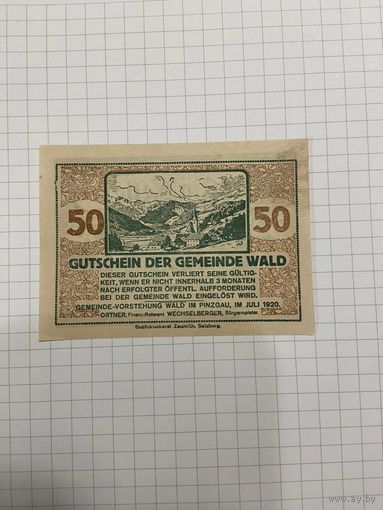 50 50
GUTSCHEIN DER GEMEINDE WALD
DIESER GUTSCHEIN VERLIERT SEINE GÜLTIG-
KEIT, WENN ER NICHT INNERHALB 3 MONATEN
NACH ERFOLGTER ÖFFENTL. AUFFORDERUNG
BEI DER GEMEINDE WALD EINGELÖST WIRD.
GEMEINDE-VORSTEHUNG WALD IM PINZGAU, IM JULI 1920.
ORTNER, Finanz-Referent WECHSELBERGER, Bürgermeister.
Buchdruckerei Zaunrith, Salzburg.
www.ay.by